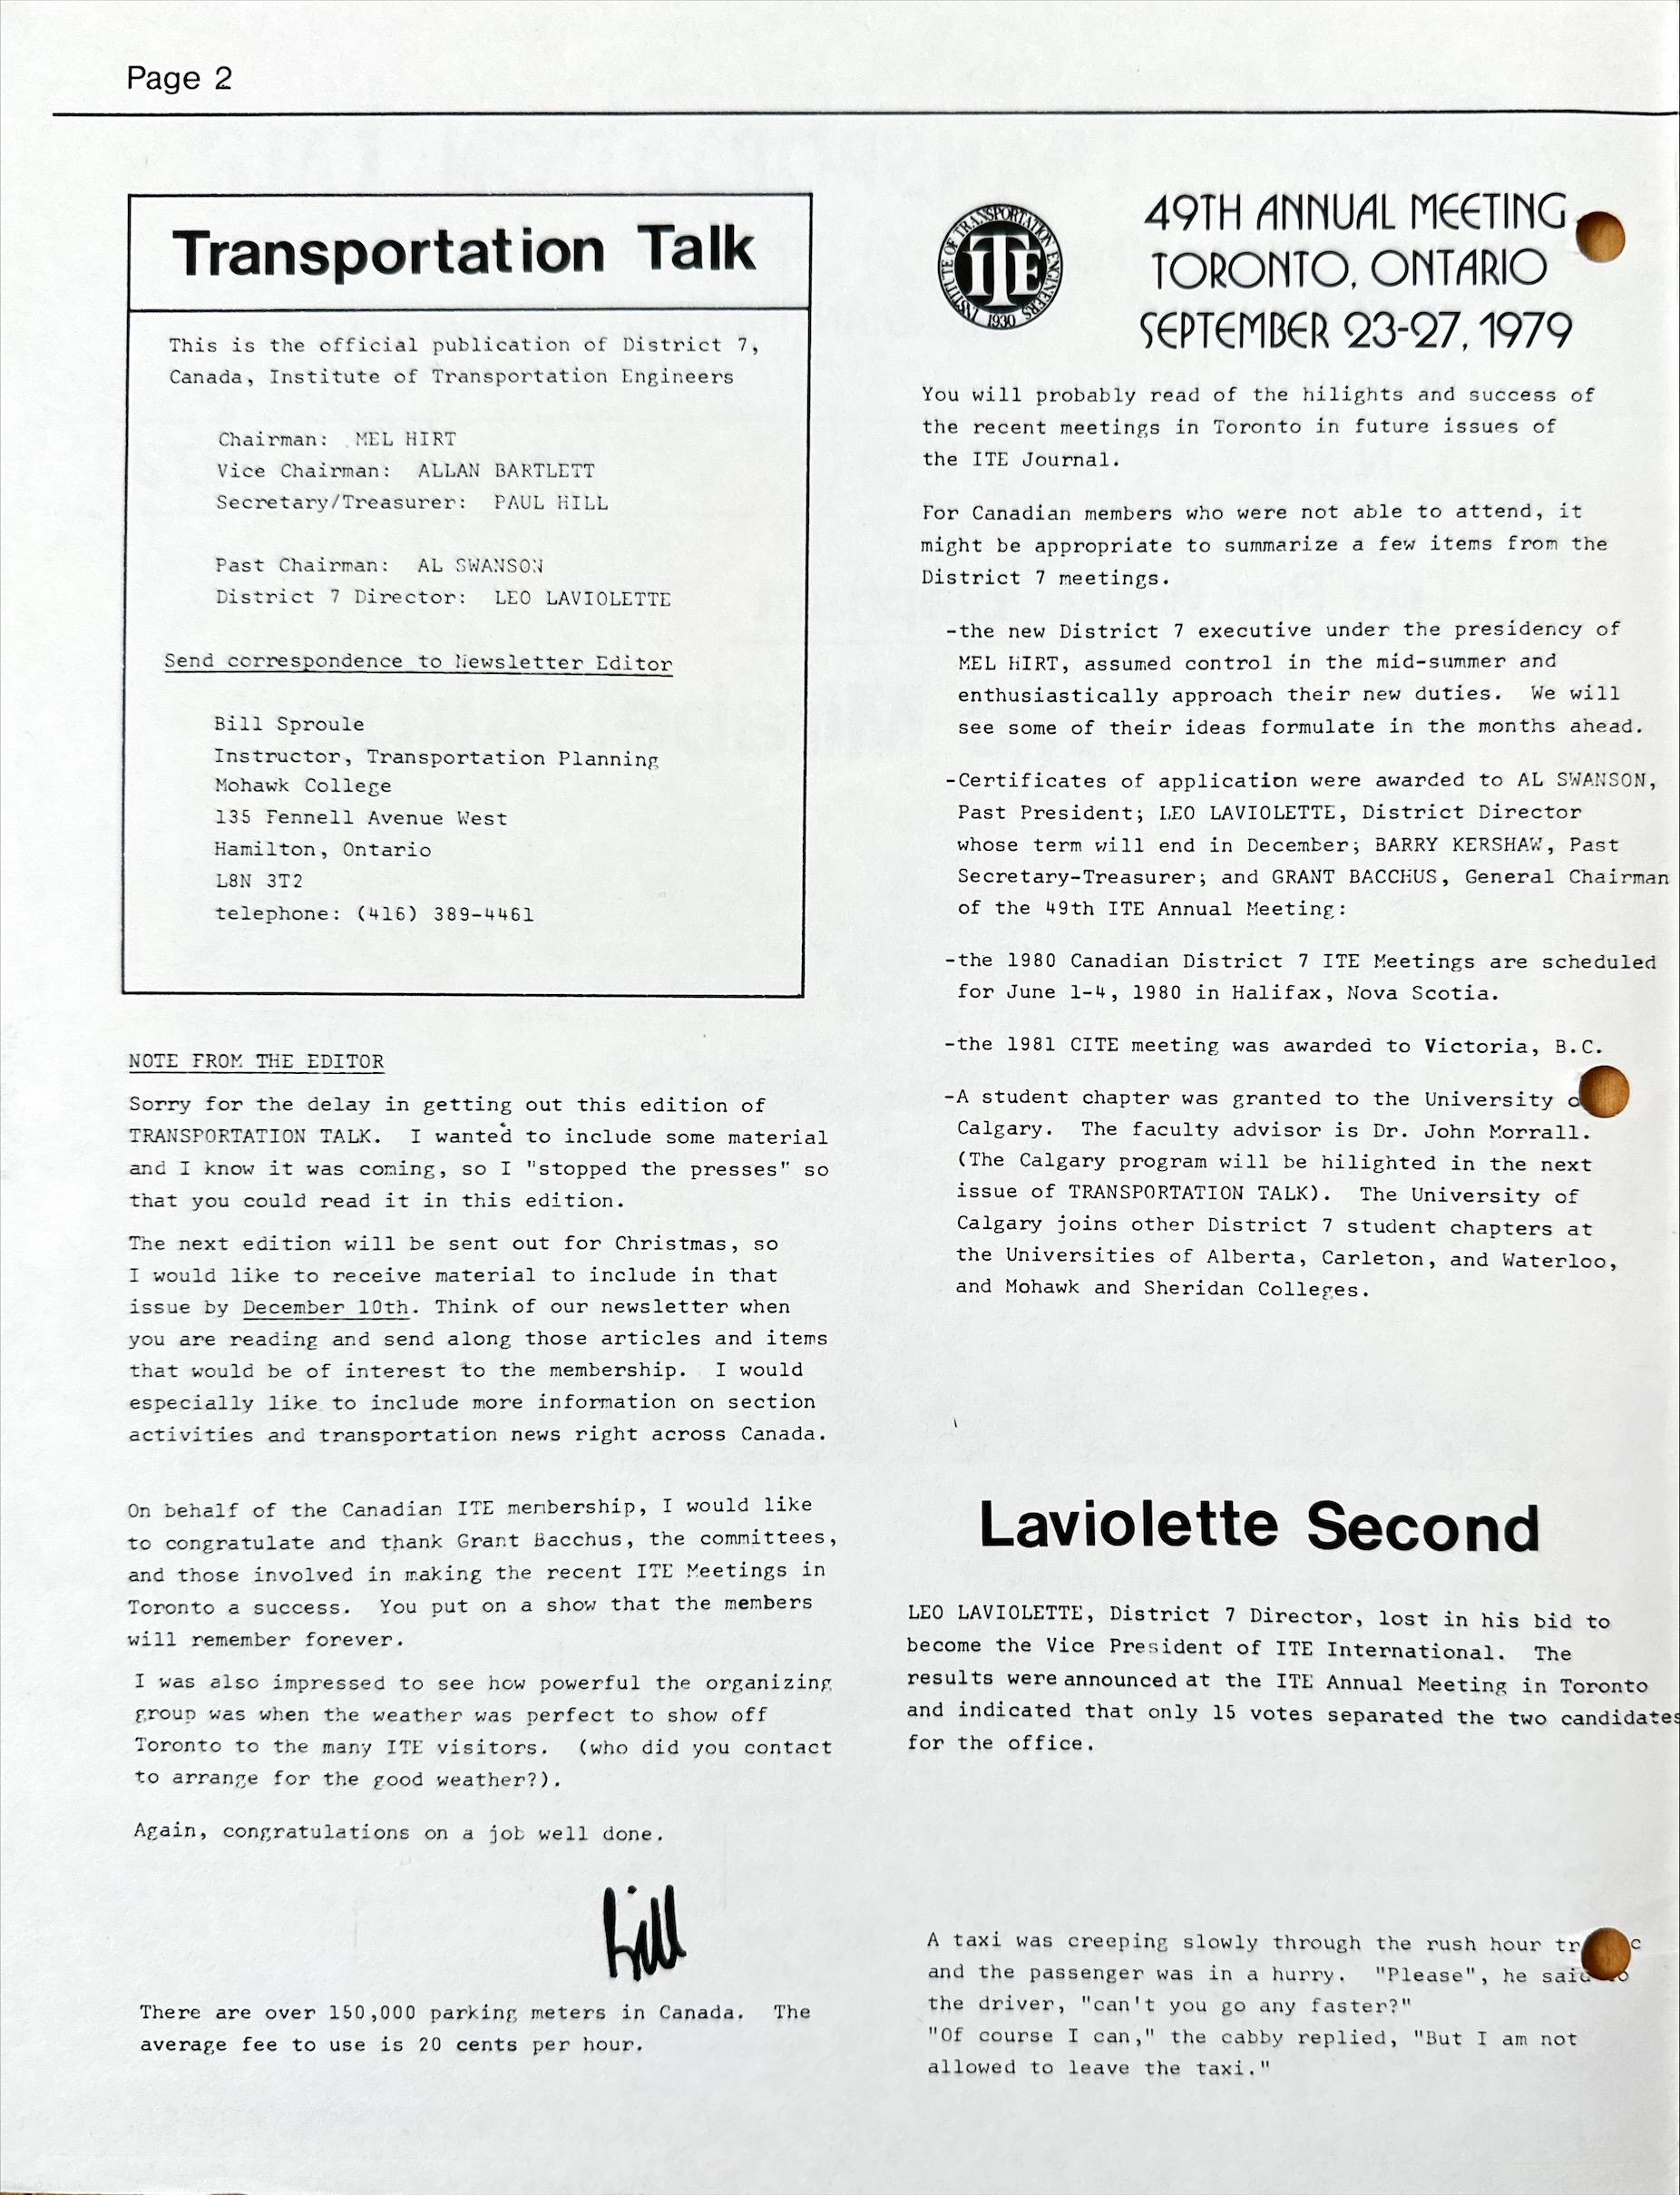 Page 2
Transportation Talk
This is the official publication of District 7,
Canada, Institute of Transportation Engineers
Chairman: MEL HIRT
Vice Chairman: ALLAN BARTLETT
Secretary/Treasurer: PAUL HILL
Past Chairman: AL SWANSON
District 7 Director: LEO LAVIOLETTE
Send correspondence to Newsletter Editor
Bill Sproule
Instructor, Transportation Planning
Mohawk College
135 Fennell Avenue West
Hamilton, Ontario
L8N 3T2
telephone: (416) 389-4461
NOTE FROM THE EDITOR
Sorry for the delay in getting out this edition of
TRANSPORTATION TALK. I wanted to include some material
and I know it was coming, so I "stopped the presses" so
that you could read it in this edition.
The next edition will be sent out for Christmas, so
I would like to receive material to include in that
issue by December 10th. Think of our newsletter when
you are reading and send along those articles and items
that would be of interest to the membership. I would
especially like to include more information on section
activities and transportation news right across Canada.
On behalf of the Canadian ITE membership, I would like
to congratulate and thank Grant Bacchus, the committees,
and those involved in making the recent ITE Meetings in
Toronto a success. You put on a show that the members
will remember forever.
I was also impressed to see how powerful the organizing
group was when the weather was perfect to show off
Toronto to the many ITE visitors. (who did you contact
to arrange for the good weather?).
Again, congratulations on a job well done.
Bill
There are over 150,000 parking meters in Canada. The
average fee to use is 20 cents per hour.
INSTITUTE OF TRANSPORTATION ENGINEERS
ITE
1930
49TH ANNUAL MEETING
TORONTO, ONTARIO
SEPTEMBER 23-27, 1979
You will probably read of the hilights and success of
the recent meetings in Toronto in future issues of
the ITE Journal.
For Canadian members who were not able to attend, it
might be appropriate to summarize a few items from the
District 7 meetings.
-the new District 7 executive under the presidency of
MEL HIRT, assumed control in the mid-summer and
enthusiastically approach their new duties. We will
see some of their ideas formulate in the months ahead.
-Certificates of application were awarded to AL SWANSON,
Past President; LEO LAVIOLETTE, District Director
whose term will end in December; BARRY KERSHAW, Past
Secretary-Treasurer; and GRANT BACCHUS, General Chairman
of the 49th ITE Annual Meeting:
-the 1980 Canadian District 7 ITE Meetings are scheduled
for June 1-4, 1980 in Halifax, Nova Scotia.
-the 1981 CITE meeting was awarded to Victoria, B.C.
-A student chapter was granted to the University
Calgary. The faculty advisor is Dr. John Morrall.
(The Calgary program will be hilighted in the next
issue of TRANSPORTATION TALK). The University of
Calgary joins other District 7 student chapters at
the Universities of Alberta, Carleton, and Waterloo,
and Mohawk and Sheridan Colleges.
Laviolette Second
LEO LAVIOLETTE, District 7 Director, lost in his bid to
become the Vice President of ITE International. The
results were announced at the ITE Annual Meeting in Toronto
and indicated that only 15 votes separated the two candidates
for the office.
A taxi was creeping slowly through the rush hour
and the passenger was in a hurry. "Please", he said
the driver, "can't you go any faster?"
"Of course I can," the cabby replied, "But I am not
allowed to leave the taxi."